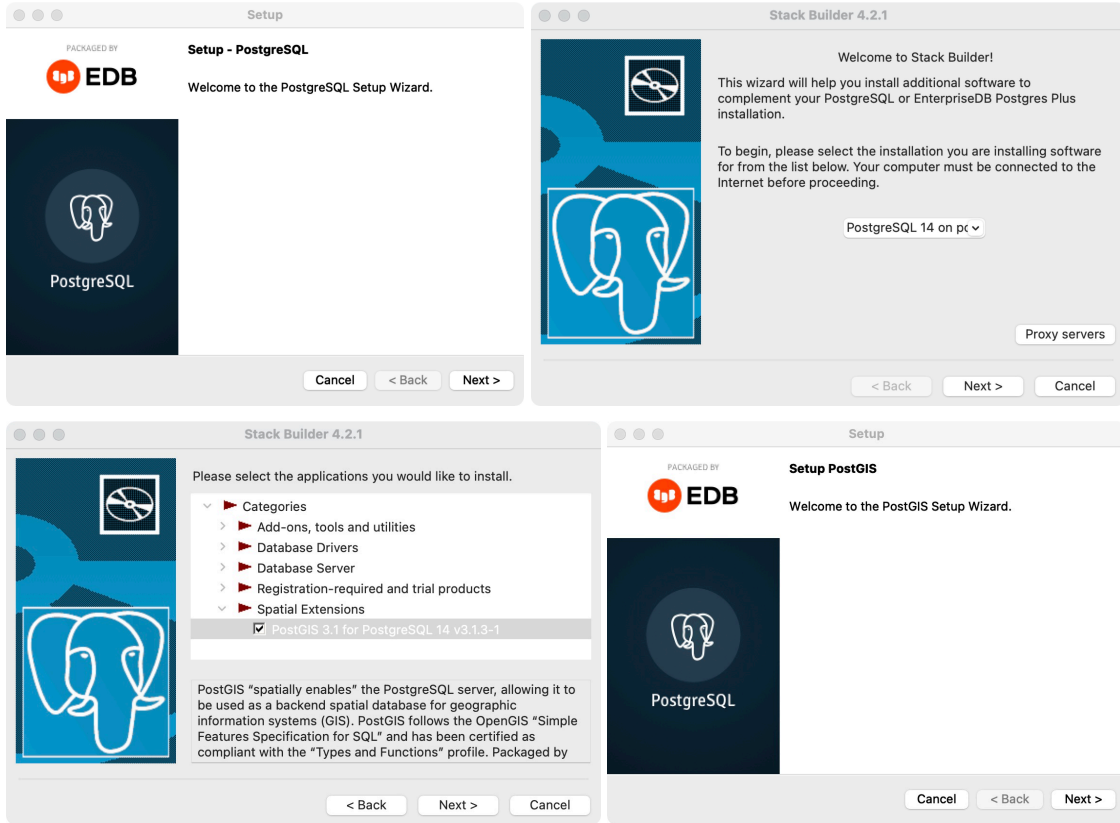 Setup
PACKAGED BY
EDB
Setup - PostgreSQL
Welcome to the PostgreSQL Setup Wizard.
PostgreSQL
Cancel
< Back
Next >
Stack Builder 4.2.1
Welcome to Stack Builder!
This wizard will help you install additional software to
complement your PostgreSQL or EnterpriseDB Postgres Plus
installation.
To begin, please select the installation you are installing software
for from the list below. Your computer must be connected to the
Internet before proceeding.
PostgreSQL 14 on po
Proxy servers
< Back
Next >
Cancel
Stack Builder 4.2.1
Please select the applications you would like to install.
Categories
Add-ons, tools and utilities
Database Drivers
Database Server
Registration-required and trial products
Spatial Extensions
PostGIS 3.1 for PostgreSQL 14 v3.1.3-1
PostGIS “spatially enables” the PostgreSQL server, allowing it to
be used as a backend spatial database for geographic
information systems (GIS). PostGIS follows the OpenGIS “Simple
Features Specification for SQL” and has been certified as
compliant with the “Types and Functions” profile. Packaged by
< Back
Next >
Cancel
Setup
PACKAGED BY
EDB
Setup PostGIS
Welcome to the PostGIS Setup Wizard.
PostgreSQL
Cancel
< Back
Next >